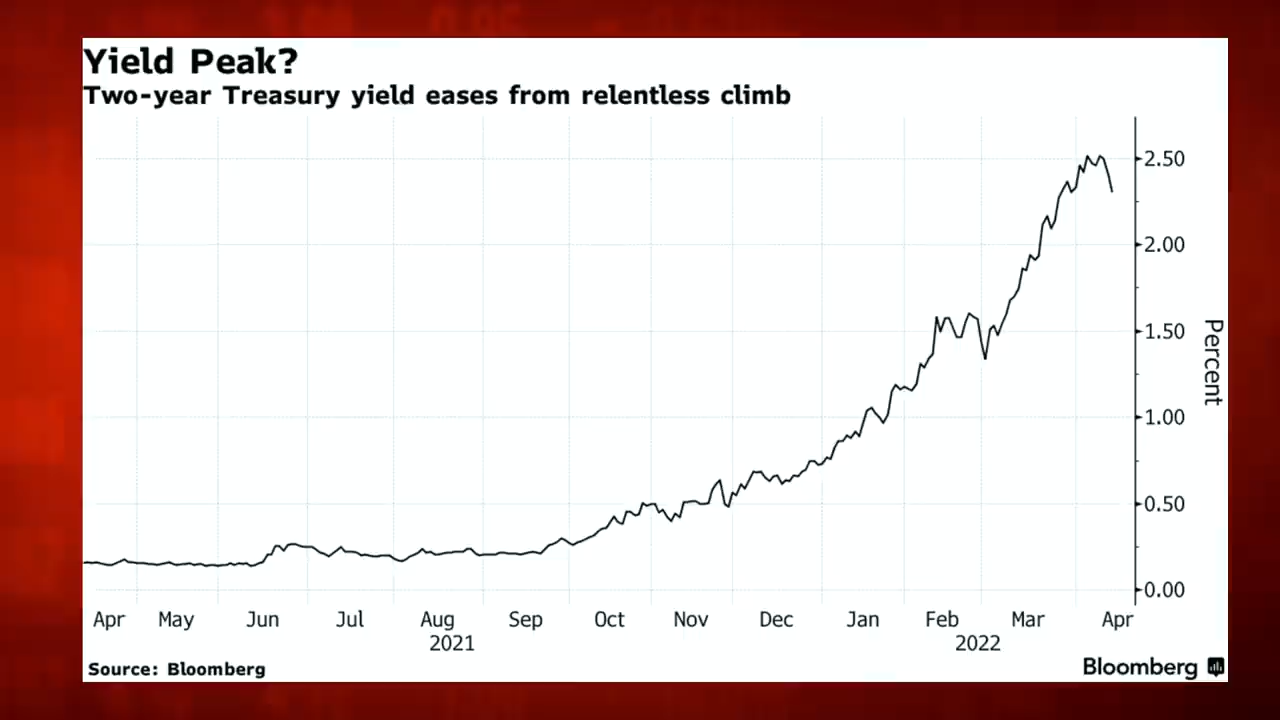 Yield Peak?
Two-year Treasury yield eases from relentless climb
2.50
2.00
1.50
1.00
0.50
0.00
Percent
Apr May Jun Jul Aug Sep Oct Nov Dec Jan Feb Mar Apr
2021 2022
Source: Bloomberg
Bloomberg